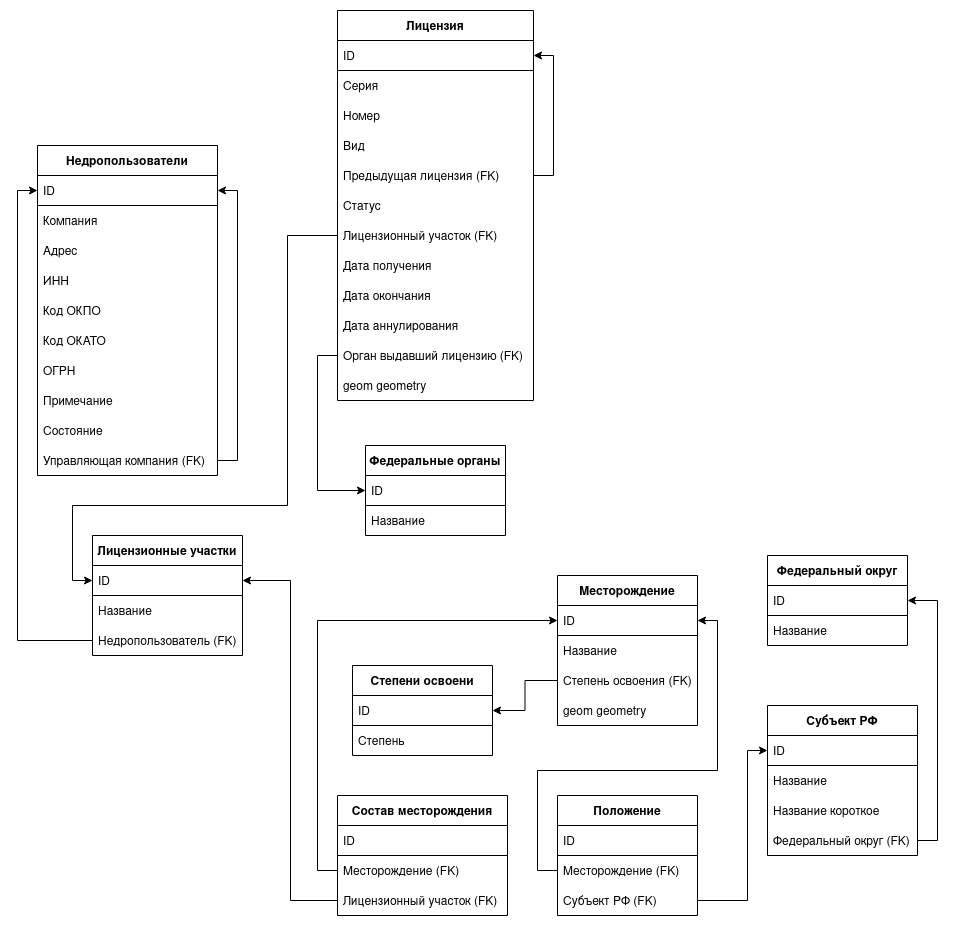 Лицензия
ID
Серия
Номер
Вид
Предыдущая лицензия (FK)
Статус
Лицензионный участок (FK)
Дата получения
Дата окончания
Дата аннулирования
Орган выдавший лицензию (FK)
geom geometry
Недропользователи
ID
Компания
Адрес
ИНН
Код ОКПО
Код ОКАТО
ОГРН
Примечание
Состояние
Управляющая компания (FK)
Федеральные органы
ID
Название
Лицензионные участки
ID
Название
Недропользователь (FK)
Месторождение
ID
Название
Степень освоения (FK)
geom geometry
Федеральный округ
ID
Название
Степени освоени
ID
Степень
Субъект РФ
ID
Название
Название короткое
Федеральный округ (FK)
Состав месторождения
ID
Месторождение (FK)
Лицензионный участок (FK)
Положение
ID
Месторождение (FK)
Субъект РФ (FK)